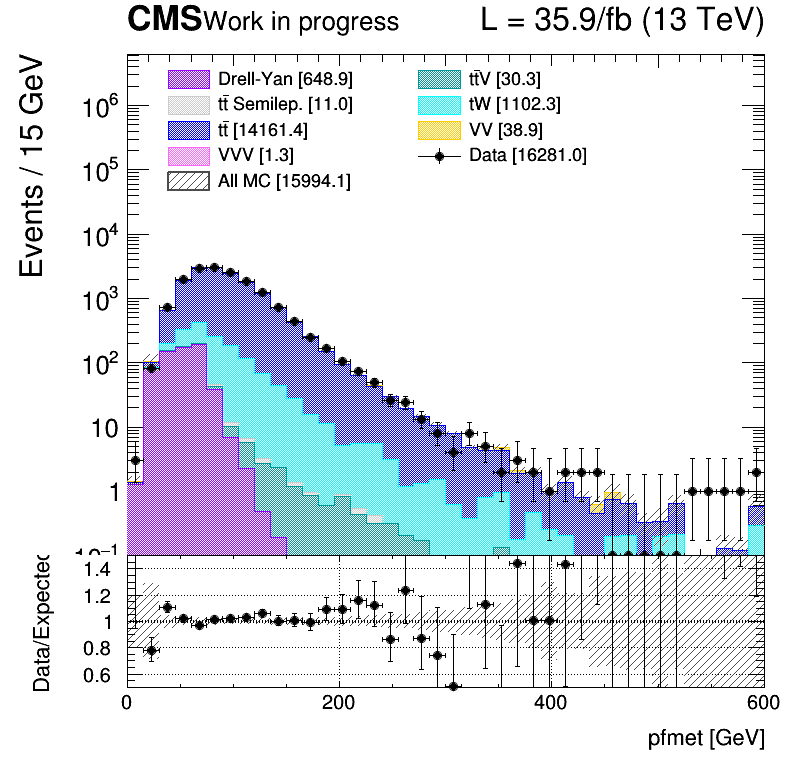 CMS Work in progress L = 35.9/fb (13 TeV)
Drell-Yan [648.9] tt̄V [30.3]
tt̄ Semilep. [11.0] tW [1102.3]
tt̄ [14161.4] VV [38.9]
VVV [1.3] Data [16281.0]
All MC [15994.1]
Events / 15 GeV
10⁶
10⁵
10⁴
10³
10²
10
1
10⁻¹
Data/Expected
1.4
1.2
1
0.8
0.6
0 200 400 600
pfmet [GeV]